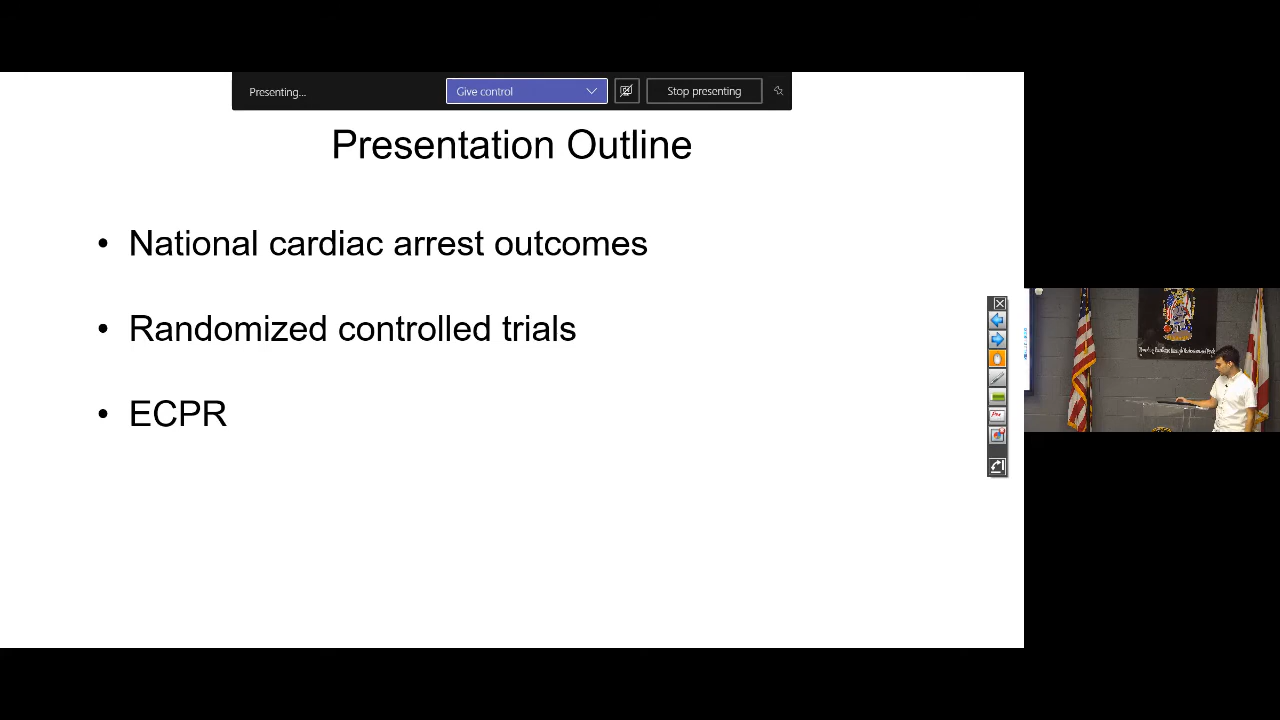 Presenting...
Give control
Stop presenting
Presentation Outline
• National cardiac arrest outcomes
• Randomized controlled trials
• ECPR